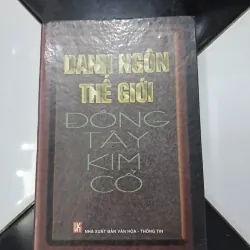 DANH NGÔN
THẾ GIỚI
ĐÔNG
TÂY
KIM
CỔ
NHÀ XUẤT BẢN VĂN HÓA - THÔNG TIN